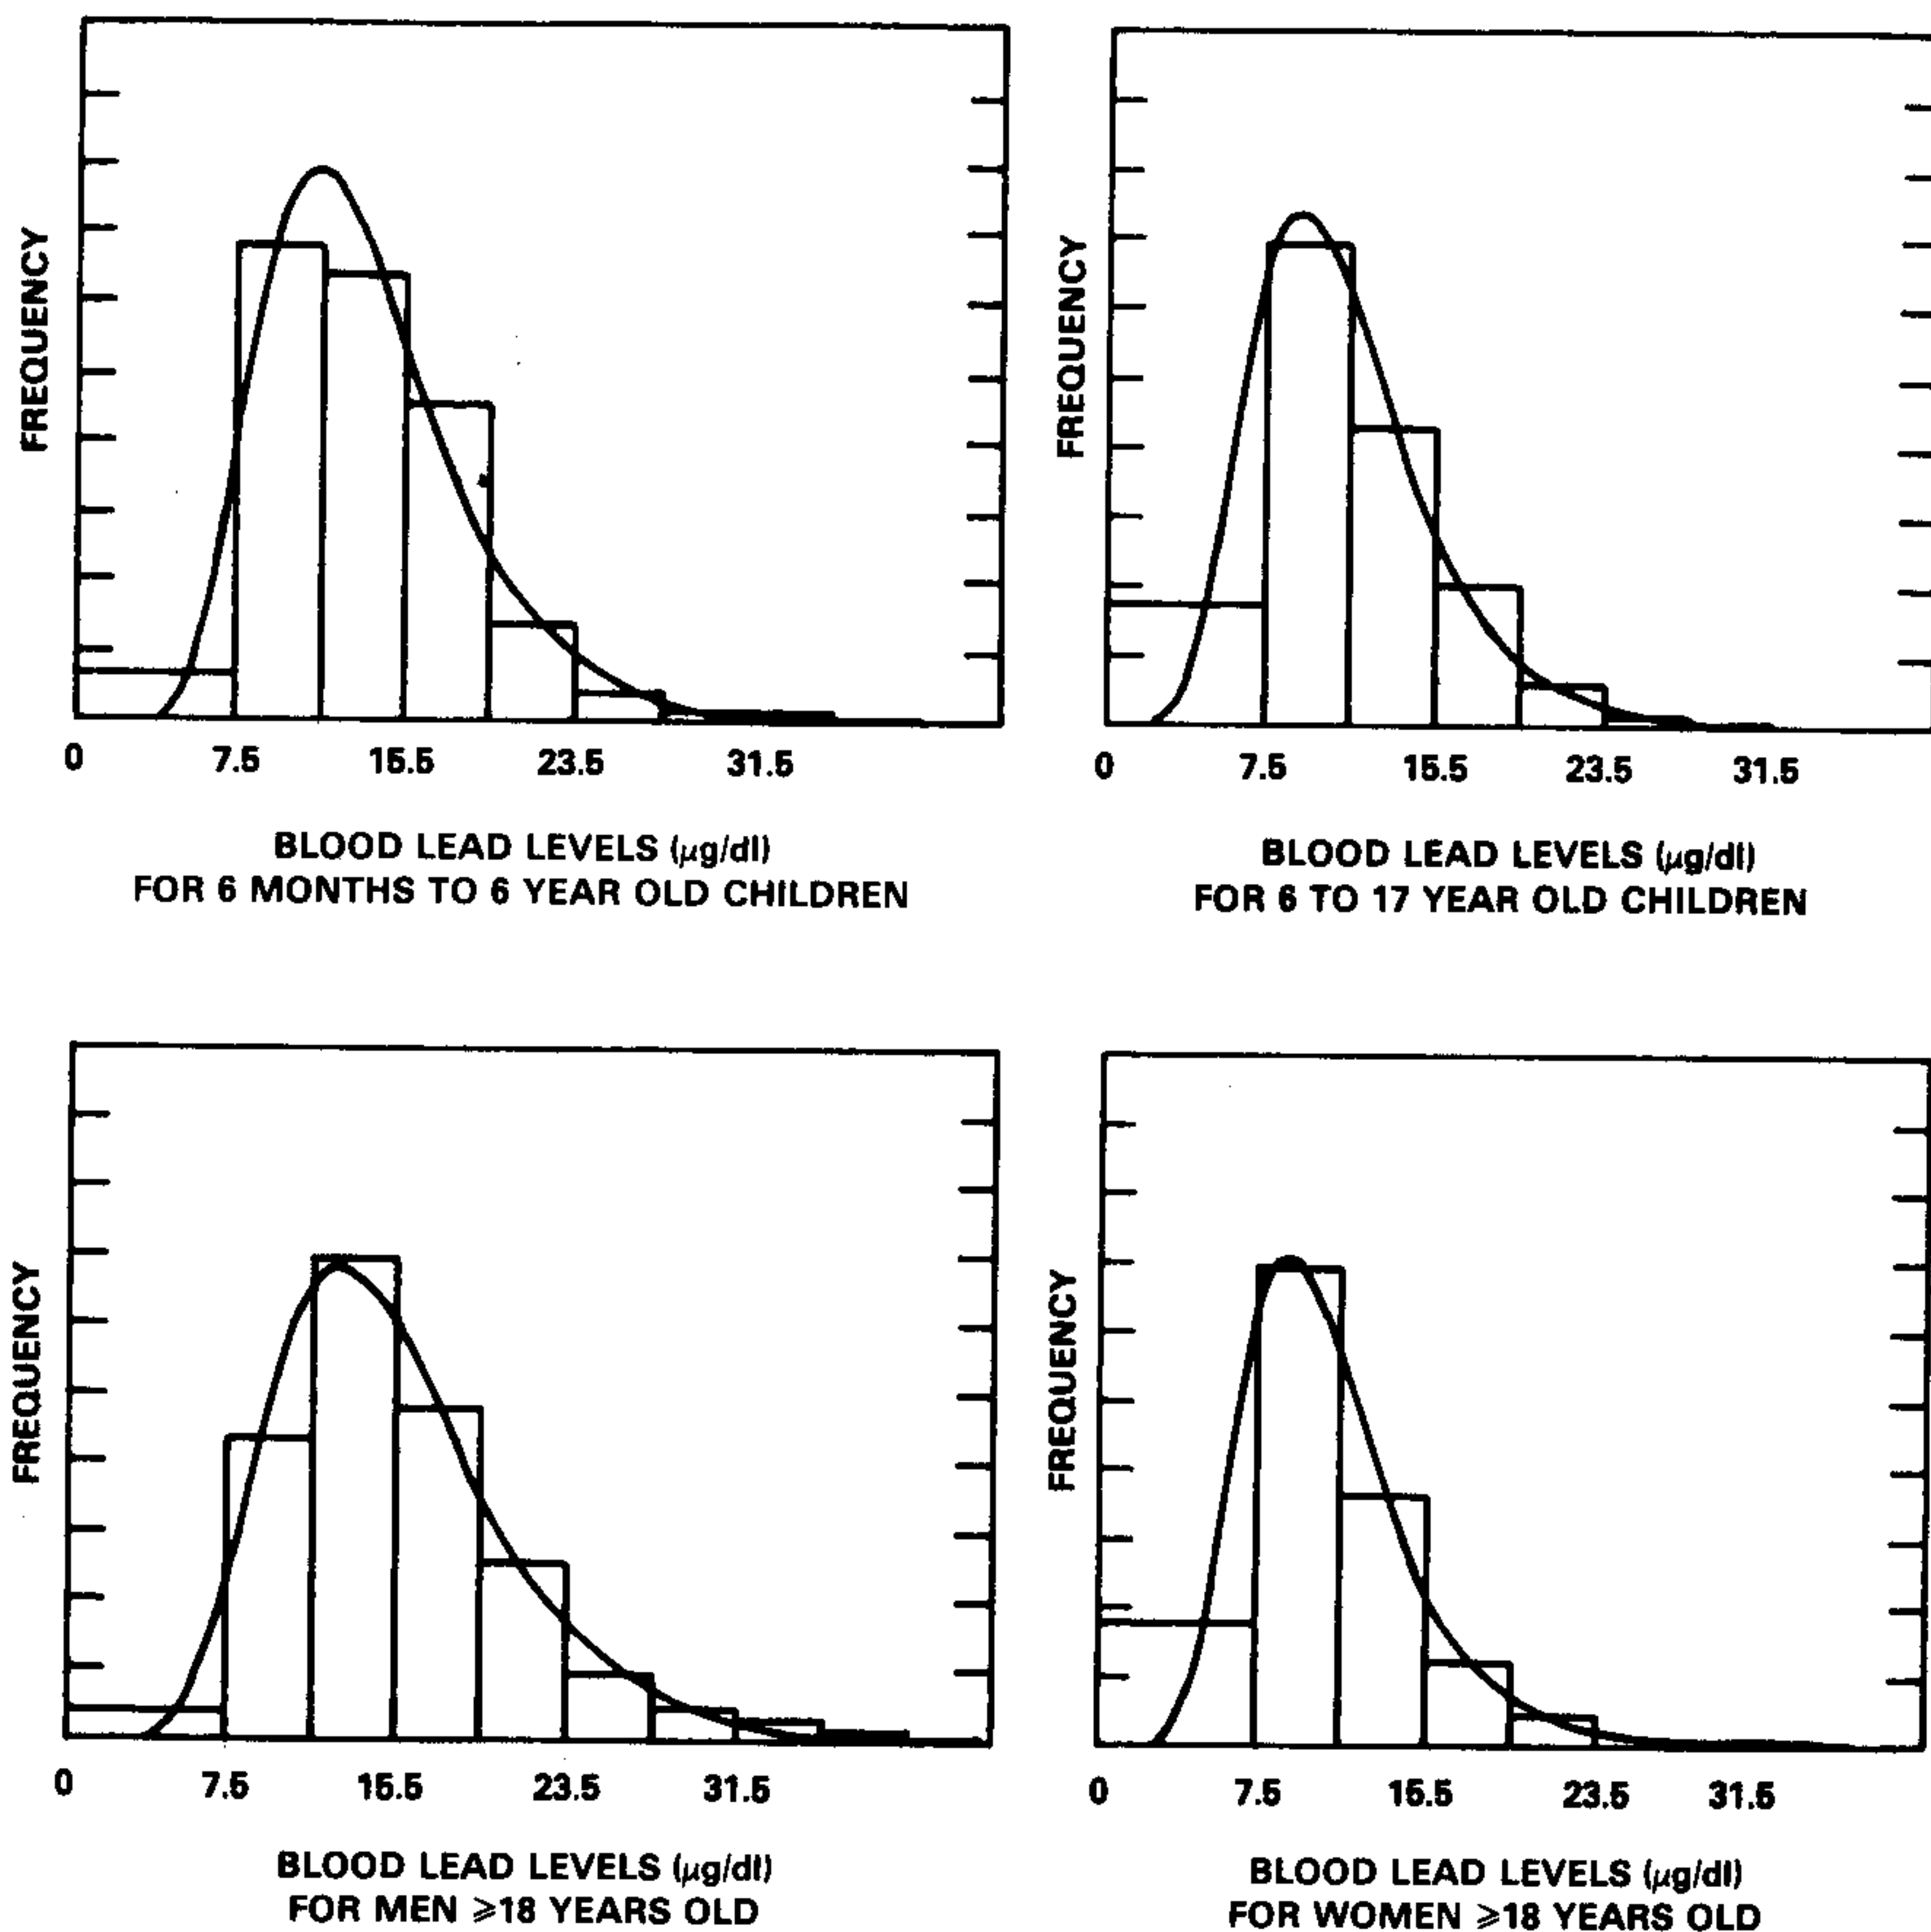 FREQUENCY
0 7.5 15.5 23.5 31.5
BLOOD LEAD LEVELS (μg/dl)
FOR 6 MONTHS TO 6 YEAR OLD CHILDREN
FREQUENCY
0 7.5 15.5 23.5 31.5
BLOOD LEAD LEVELS (μg/dl)
FOR 6 TO 17 YEAR OLD CHILDREN
FREQUENCY
0 7.5 15.5 23.5 31.5
BLOOD LEAD LEVELS (μg/dl)
FOR MEN ⩾18 YEARS OLD
FREQUENCY
0 7.5 15.5 23.5 31.5
BLOOD LEAD LEVELS (μg/dl)
FOR WOMEN ⩾18 YEARS OLD